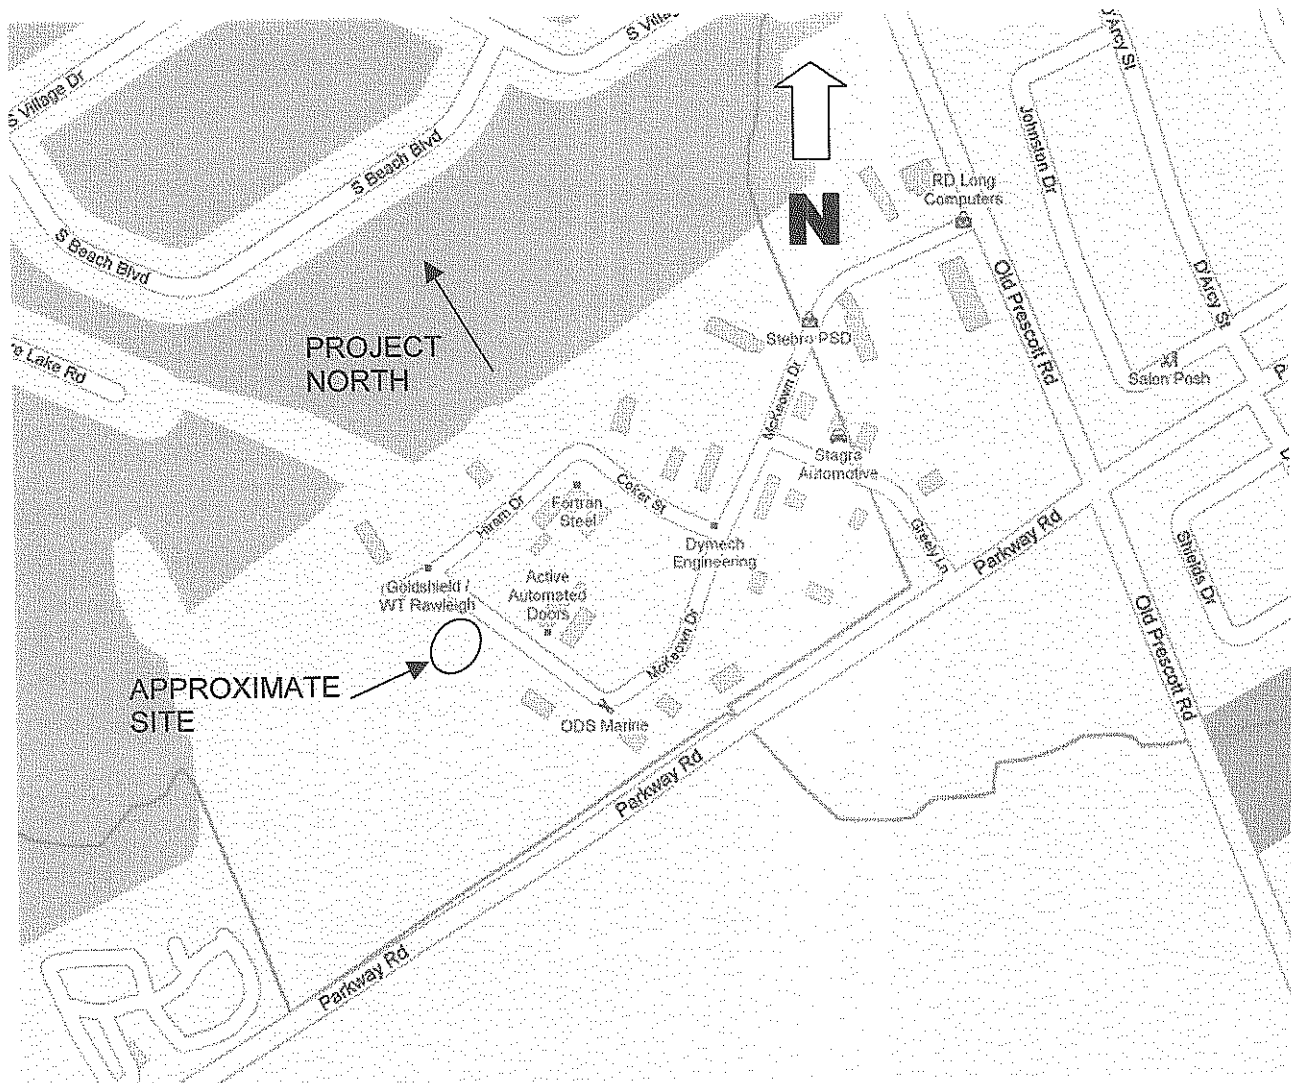 S Village Dr
S Villag
S Beach Blvd
S Beach Blvd
y Arcy St
Johnston Dr
N
RD Long
Computers
Old Prescott Rd
D'Arcy St
PROJECT
NORTH
re Lake Rd
Stebro PSD
Salon Posh
McKeown Dr
Stagra
Automotive
Hiram Dr
Coker St
Fortran
Steel
Dymech
Engineering
Greely Ln
Parkway Rd
Shields Dr
Goldshield /
WT Rawleigh
Active
Automated
Doors
McKeown Dr
Old Prescott Rd
APPROXIMATE
SITE
ODS Marine
Parkway Rd
Parkway Rd